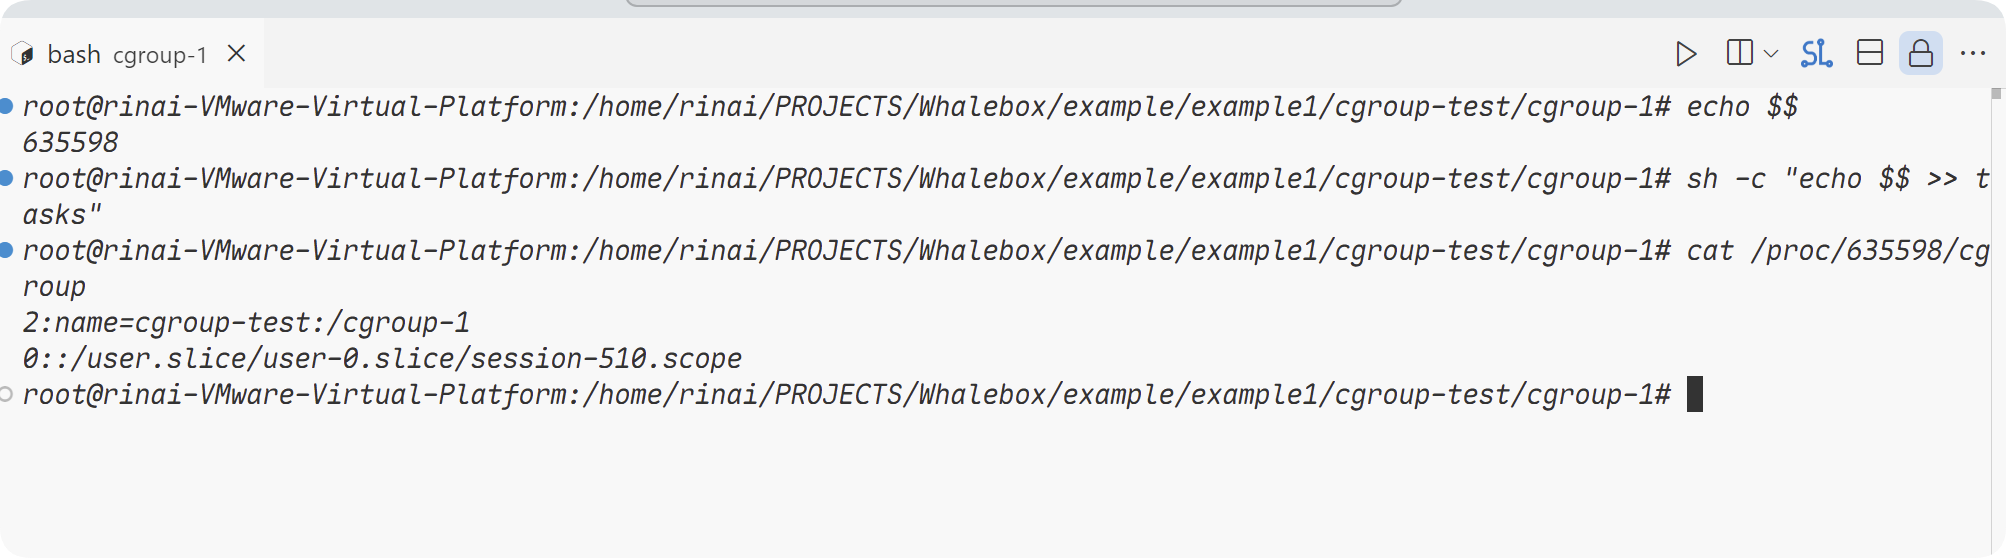 bash cgroup-1
root@rinai-VMware-Virtual-Platform:/home/rinai/PROJECTS/Whalebox/example/example1/cgroup-test/cgroup-1# echo $$
635598
root@rinai-VMware-Virtual-Platform:/home/rinai/PROJECTS/Whalebox/example/example1/cgroup-test/cgroup-1# sh -c "echo $$ >> t
asks"
root@rinai-VMware-Virtual-Platform:/home/rinai/PROJECTS/Whalebox/example/example1/cgroup-test/cgroup-1# cat /proc/635598/cg
roup
2:name=cgroup-test:/cgroup-1
0::/user.slice/user-0.slice/session-510.scope
root@rinai-VMware-Virtual-Platform:/home/rinai/PROJECTS/Whalebox/example/example1/cgroup-test/cgroup-1#